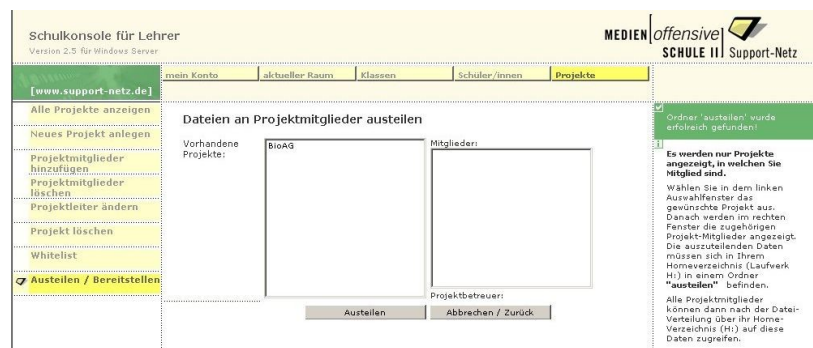 Schulkonsole für Lehrer
Version 2.5 für Windows Server
MEDIEN offensive
SCHULE II Support-Netz
[www.support-netz.de]
mein Konto
aktueller Raum
Klassen
Schüler/innen
Projekte
Alle Projekte anzeigen
Neues Projekt anlegen
Projektmitglieder
hinzufügen
Projektmitglieder
löschen
Projektleiter ändern
Projekt löschen
Whitelist
Austeilen / Bereitstellen
Dateien an Projektmitglieder austeilen
Vorhandene
Projekte:
BioAG
Mitglieder:
Projektbetreuer:
Austeilen
Abbrechen / Zurück
Ordner 'austeilen' wurde
erfolreich gefunden!
Es werden nur Projekte
angezeigt, in welchen Sie
Mitglied sind.
Wählen Sie in dem linken
Auswahlfenster das
gewünschte Projekt aus.
Danach werden im rechten
Fenster die zugehörigen
Projekt-Mitglieder angezeigt.
Die auszuteilenden Daten
müssen sich in Ihrem
Homeverzeichnis (Laufwerk
H:) in einem Ordner
"austeilen" befinden.
Alle Projektmitglieder
können dann nach der Datei-
Verteilung über ihr Home-
Verzeichnis (H:) auf diese
Daten zugreifen.